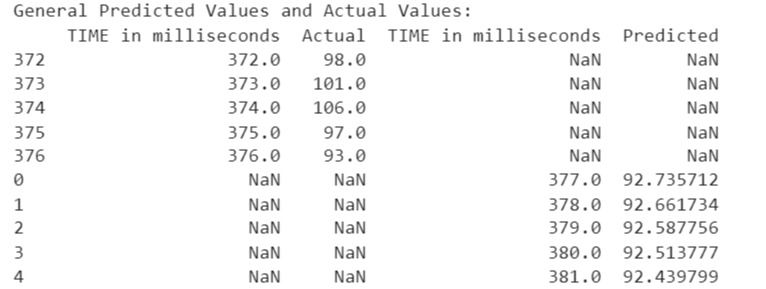 General Predicted Values and Actual Values:
TIME in milliseconds Actual TIME in milliseconds Predicted
372 372.0 98.0 NaN NaN
373 373.0 101.0 NaN NaN
374 374.0 106.0 NaN NaN
375 375.0 97.0 NaN NaN
376 376.0 93.0 NaN NaN
0 NaN NaN 377.0 92.735712
1 NaN NaN 378.0 92.661734
2 NaN NaN 379.0 92.587756
3 NaN NaN 380.0 92.513777
4 NaN NaN 381.0 92.439799